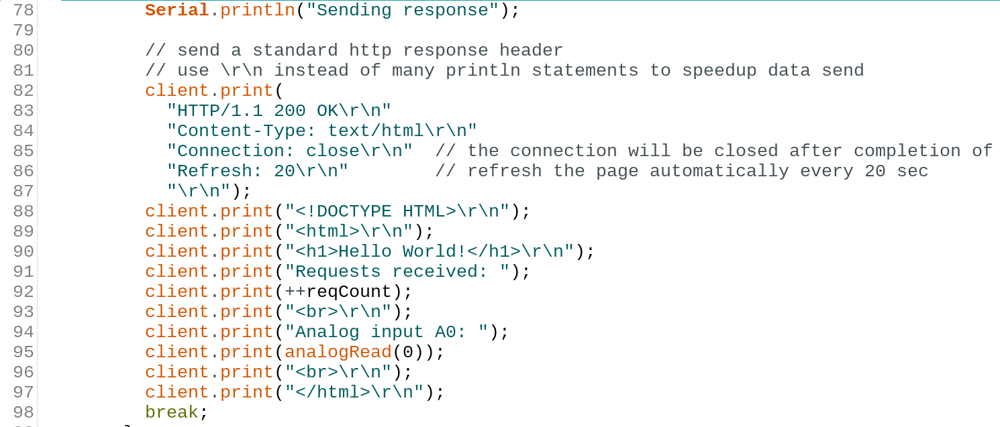 78 Serial.println("Sending response");
79
80 // send a standard http response header
81 // use \r\n instead of many println statements to speedup data send
82 client.print(
83 "HTTP/1.1 200 OK\r\n"
84 "Content-Type: text/html\r\n"
85 "Connection: close\r\n"  // the connection will be closed after completion of
86 "Refresh: 20\r\n"        // refresh the page automatically every 20 sec
87 "\r\n");
88 client.print("<!DOCTYPE HTML>\r\n");
89 client.print("<html>\r\n");
90 client.print("<h1>Hello World!</h1>\r\n");
91 client.print("Requests received: ");
92 client.print(++reqCount);
93 client.print("<br>\r\n");
94 client.print("Analog input A0: ");
95 client.print(analogRead(0));
96 client.print("<br>\r\n");
97 client.print("</html>\r\n");
98 break;